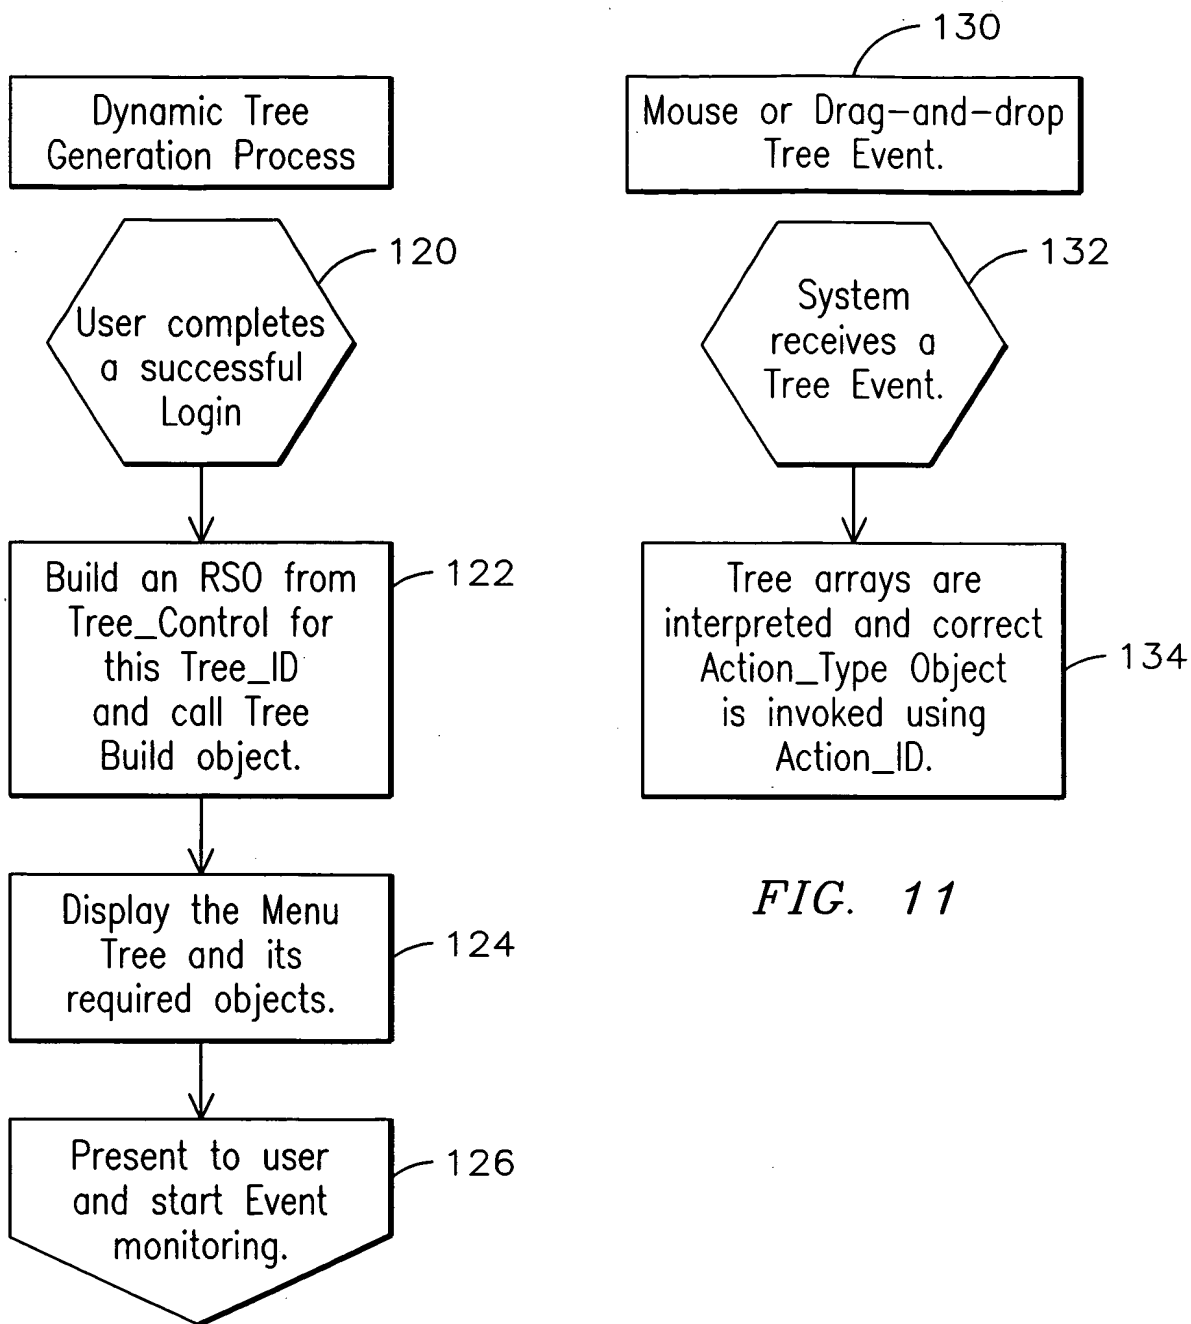 Dynamic Tree
Generation Process
120
User completes
a successful
Login
Build an RSO from
Tree_Control for
this Tree_ID
and call Tree
Build object.
122
Display the Menu
Tree and its
required objects.
124
Present to user
and start Event
monitoring.
126
130
Mouse or Drag-and-drop
Tree Event.
132
System
receives a
Tree Event.
Tree arrays are
interpreted and correct
Action_Type Object
is invoked using
Action_ID.
134
FIG. 11